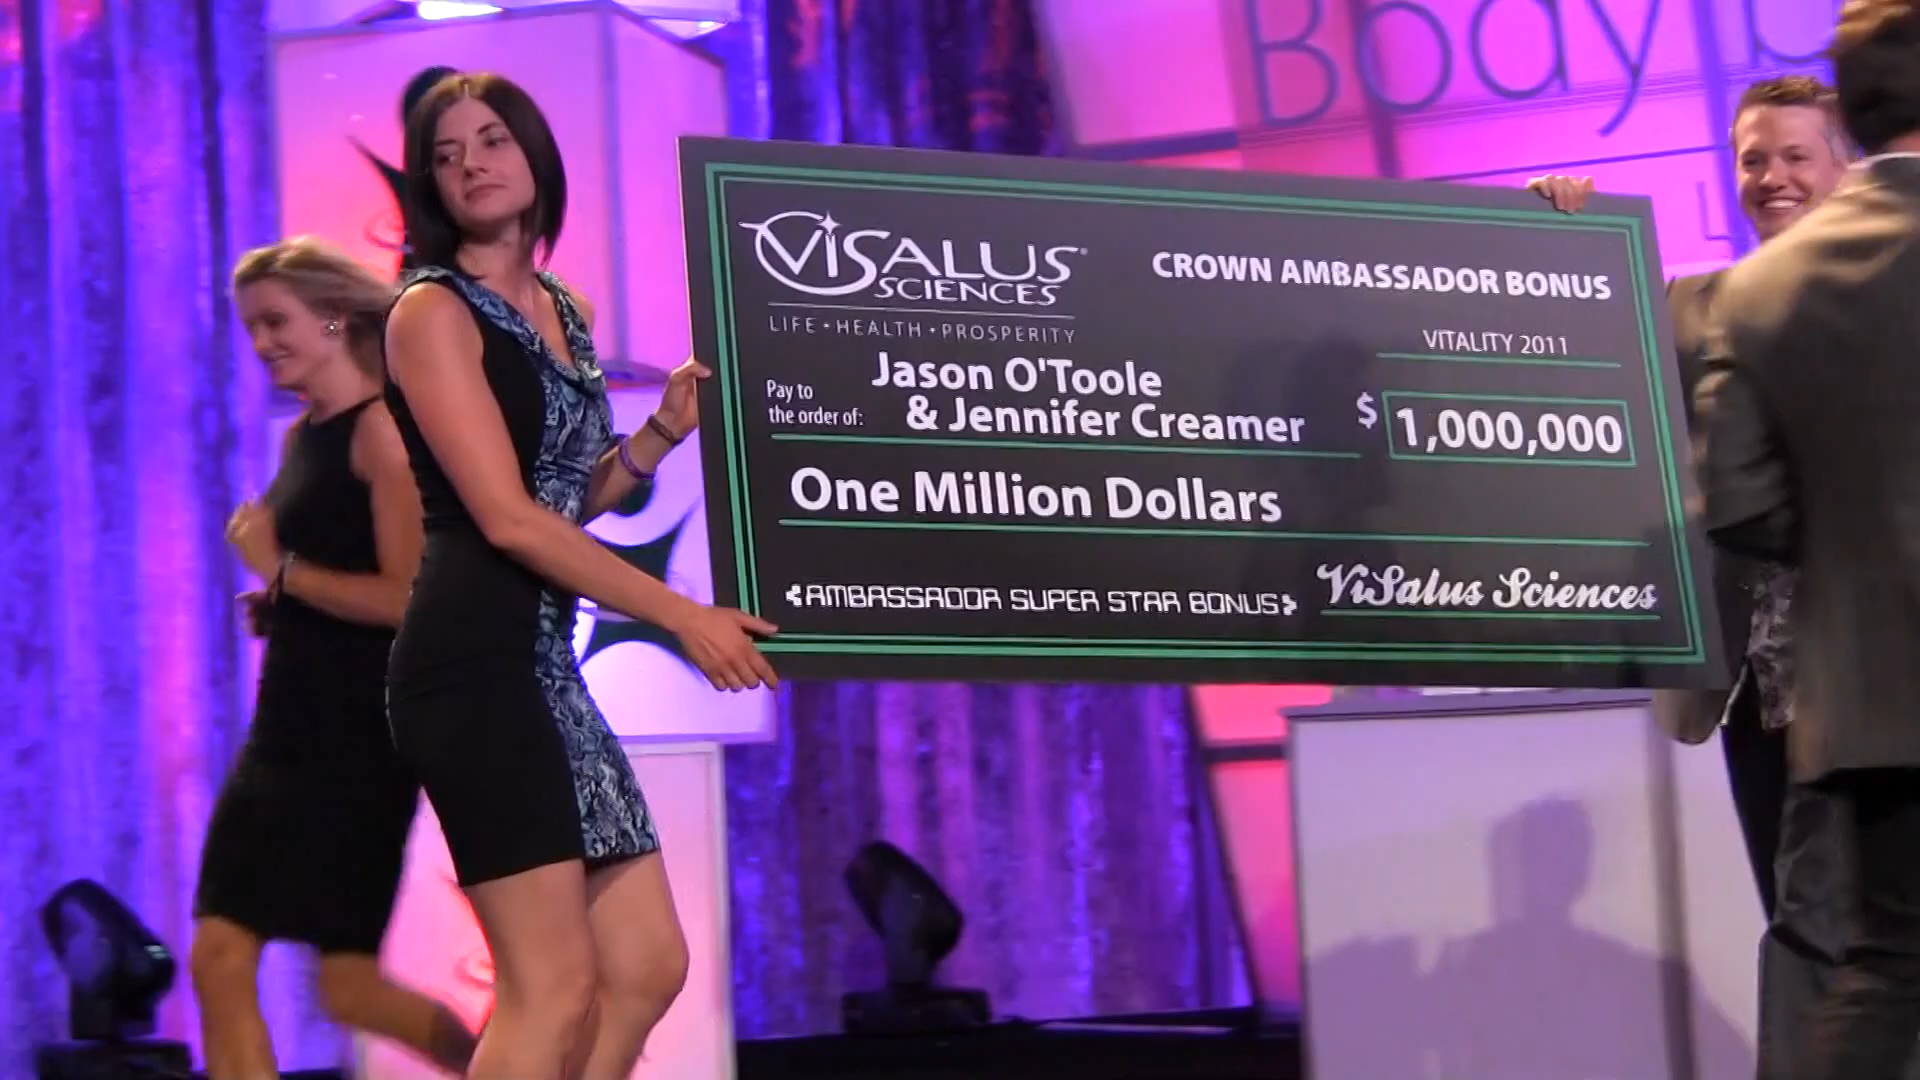 Body
ViSALUS®
SCIENCES
LIFE • HEALTH • PROSPERITY
CROWN AMBASSADOR BONUS
VITALITY 2011
Pay to
the order of:
Jason O'Toole
& Jennifer Creamer
$ 1,000,000
One Million Dollars
AMBASSADOR SUPER STAR BONUS
ViSalus Sciences